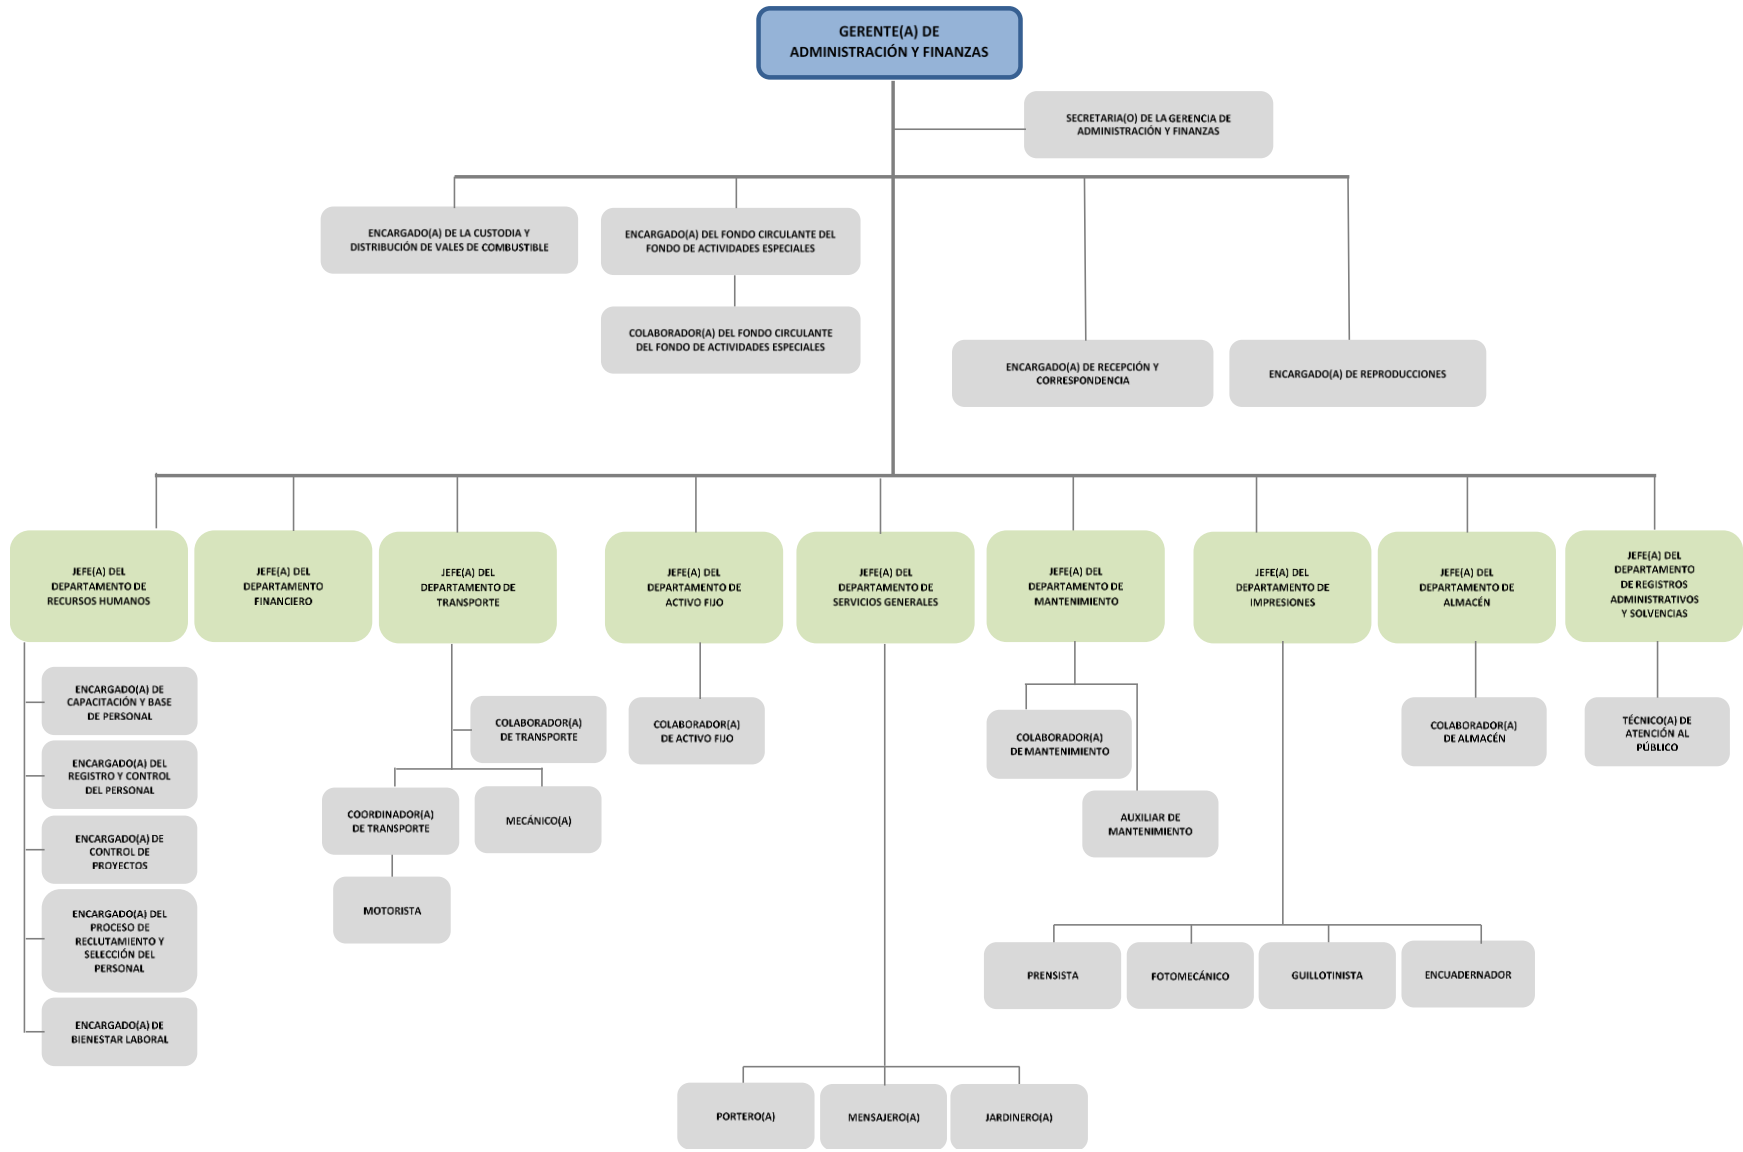 GERENTE(A) DE
ADMINISTRACIÓN Y FINANZAS
SECRETARIA(O) DE LA GERENCIA DE
ADMINISTRACIÓN Y FINANZAS
ENCARGADO(A) DE LA CUSTODIA Y
DISTRIBUCIÓN DE VALES DE COMBUSTIBLE
ENCARGADO(A) DEL FONDO CIRCULANTE DEL
FONDO DE ACTIVIDADES ESPECIALES
COLABORADOR(A) DEL FONDO CIRCULANTE
DEL FONDO DE ACTIVIDADES ESPECIALES
ENCARGADO(A) DE RECEPCIÓN Y
CORRESPONDENCIA
ENCARGADO(A) DE REPRODUCCIONES
JEFE(A) DEL
DEPARTAMENTO DE
RECURSOS HUMANOS
JEFE(A) DEL
DEPARTAMENTO
FINANCIERO
JEFE(A) DEL
DEPARTAMENTO DE
TRANSPORTE
JEFE(A) DEL
DEPARTAMENTO DE
ACTIVO FIJO
JEFE(A) DEL
DEPARTAMENTO DE
SERVICIOS GENERALES
JEFE(A) DEL
DEPARTAMENTO DE
MANTENIMIENTO
JEFE(A) DEL
DEPARTAMENTO DE
IMPRESIONES
JEFE(A) DEL
DEPARTAMENTO DE
ALMACÉN
JEFE(A) DEL
DEPARTAMENTO
DE REGISTROS
ADMINISTRATIVOS
Y SOLVENCIAS
ENCARGADO(A) DE
CAPACITACIÓN Y BASE
DE PERSONAL
ENCARGADO(A) DEL
REGISTRO Y CONTROL
DEL PERSONAL
ENCARGADO(A) DE
CONTROL DE
PROYECTOS
ENCARGADO(A) DEL
PROCESO DE
RECLUTAMIENTO Y
SELECCIÓN DEL
PERSONAL
ENCARGADO(A) DE
BIENESTAR LABORAL
COLABORADOR(A)
DE TRANSPORTE
COORDINADOR(A)
DE TRANSPORTE
MECÁNICO(A)
MOTORISTA
COLABORADOR(A)
DE ACTIVO FIJO
COLABORADOR(A)
DE MANTENIMIENTO
AUXILIAR DE
MANTENIMIENTO
COLABORADOR(A)
DE ALMACÉN
TÉCNICO(A) DE
ATENCIÓN AL
PÚBLICO
PRENSISTA
FOTOMECÁNICO
GUILLOTINISTA
ENCUADERNADOR
PORTERO(A)
MENSAJERO(A)
JARDINERO(A)